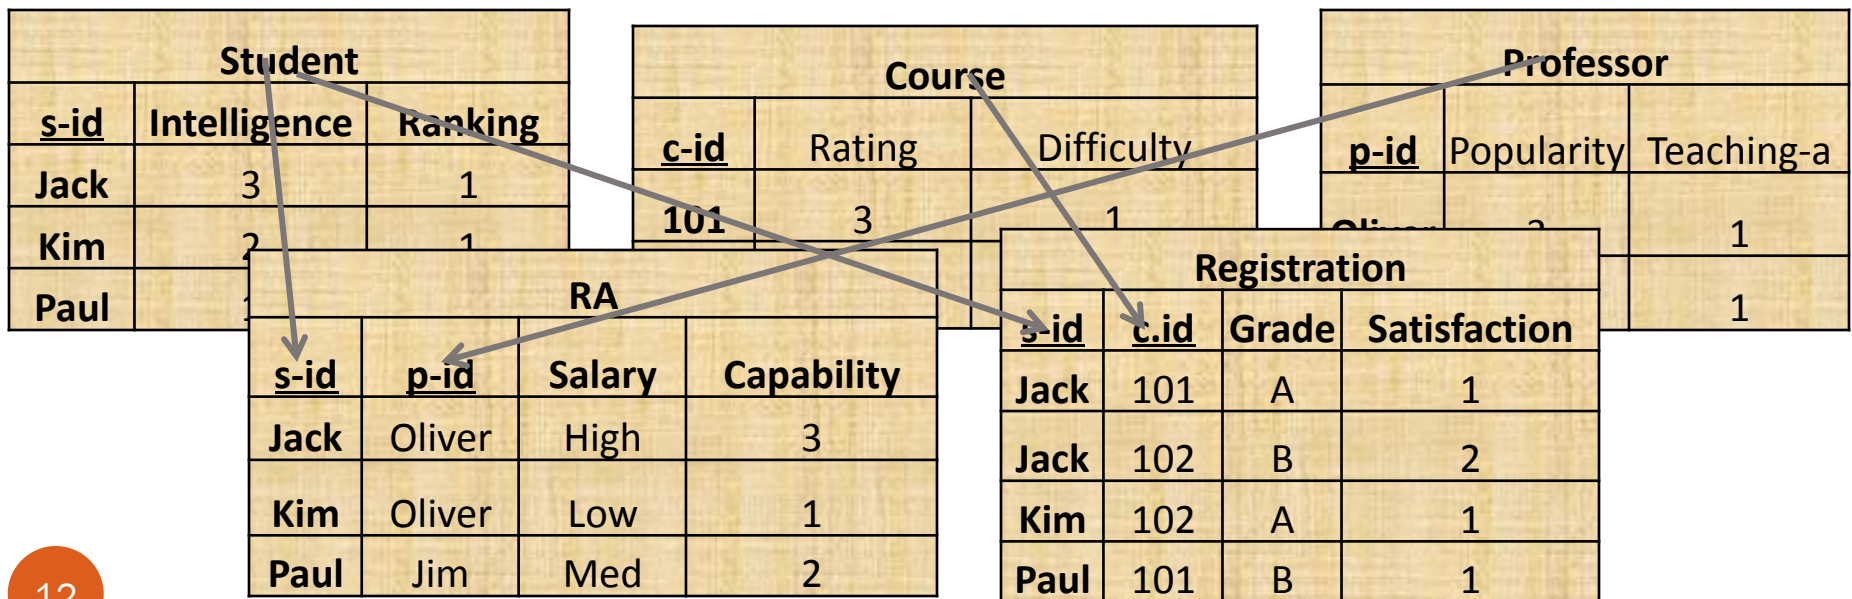 Student
s-id Intelligence Ranking
Jack 3 1
Kim 2 1
Paul
Course
c-id Rating Difficulty
101 3 1
Professor
p-id Popularity Teaching-a
Oliver 1
1
RA
s-id p-id Salary Capability
Jack Oliver High 3
Kim Oliver Low 1
Paul Jim Med 2
Registration
s-id c.id Grade Satisfaction
Jack 101 A 1
Jack 102 B 2
Kim 102 A 1
Paul 101 B 1
12